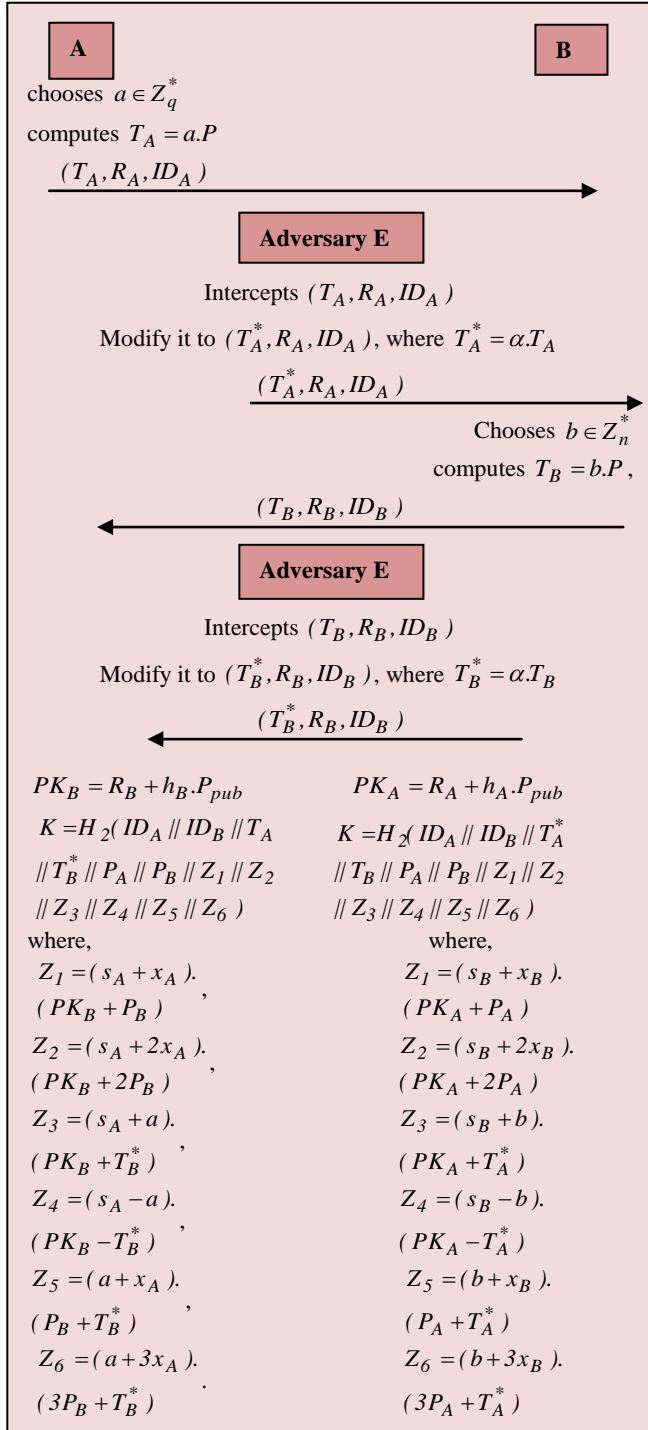 A B
chooses a ∈ Z_q^*
computes T_A = a.P
(T_A, R_A, ID_A)
Adversary E
Intercepts (T_A, R_A, ID_A)
Modify it to (T_A^*, R_A, ID_A), where T_A^* = α.T_A
(T_A^*, R_A, ID_A)
Chooses b ∈ Z_n^*
computes T_B = b.P,
(T_B, R_B, ID_B)
Adversary E
Intercepts (T_B, R_B, ID_B)
Modify it to (T_B^*, R_B, ID_B), where T_B^* = α.T_B
(T_B^*, R_B, ID_B)
PK_B = R_B + h_B.P_pub
K = H_2( ID_A || ID_B || T_A
|| T_B^* || P_A || P_B || Z_1 || Z_2
|| Z_3 || Z_4 || Z_5 || Z_6 )
where,
Z_1 = ( s_A + x_A ).
( PK_B + P_B ) ,
Z_2 = ( s_A + 2x_A ).
( PK_B + 2P_B ) ,
Z_3 = ( s_A + a ).
( PK_B + T_B^* ) ,
Z_4 = ( s_A − a ).
( PK_B − T_B^* ) ,
Z_5 = ( a + x_A ).
( P_B + T_B^* ) ,
Z_6 = ( a + 3x_A ).
( 3P_B + T_B^* ) .
PK_A = R_A + h_A.P_pub
K = H_2( ID_A || ID_B || T_A^*
|| T_B || P_A || P_B || Z_1 || Z_2
|| Z_3 || Z_4 || Z_5 || Z_6 )
where,
Z_1 = ( s_B + x_B ).
( PK_A + P_A )
Z_2 = ( s_B + 2x_B ).
( PK_A + 2P_A )
Z_3 = ( s_B + b ).
( PK_A + T_A^* )
Z_4 = ( s_B − b ).
( PK_A − T_A^* )
Z_5 = ( b + x_B ).
( P_A + T_A^* )
Z_6 = ( b + 3x_B ).
( 3P_A + T_A^* )